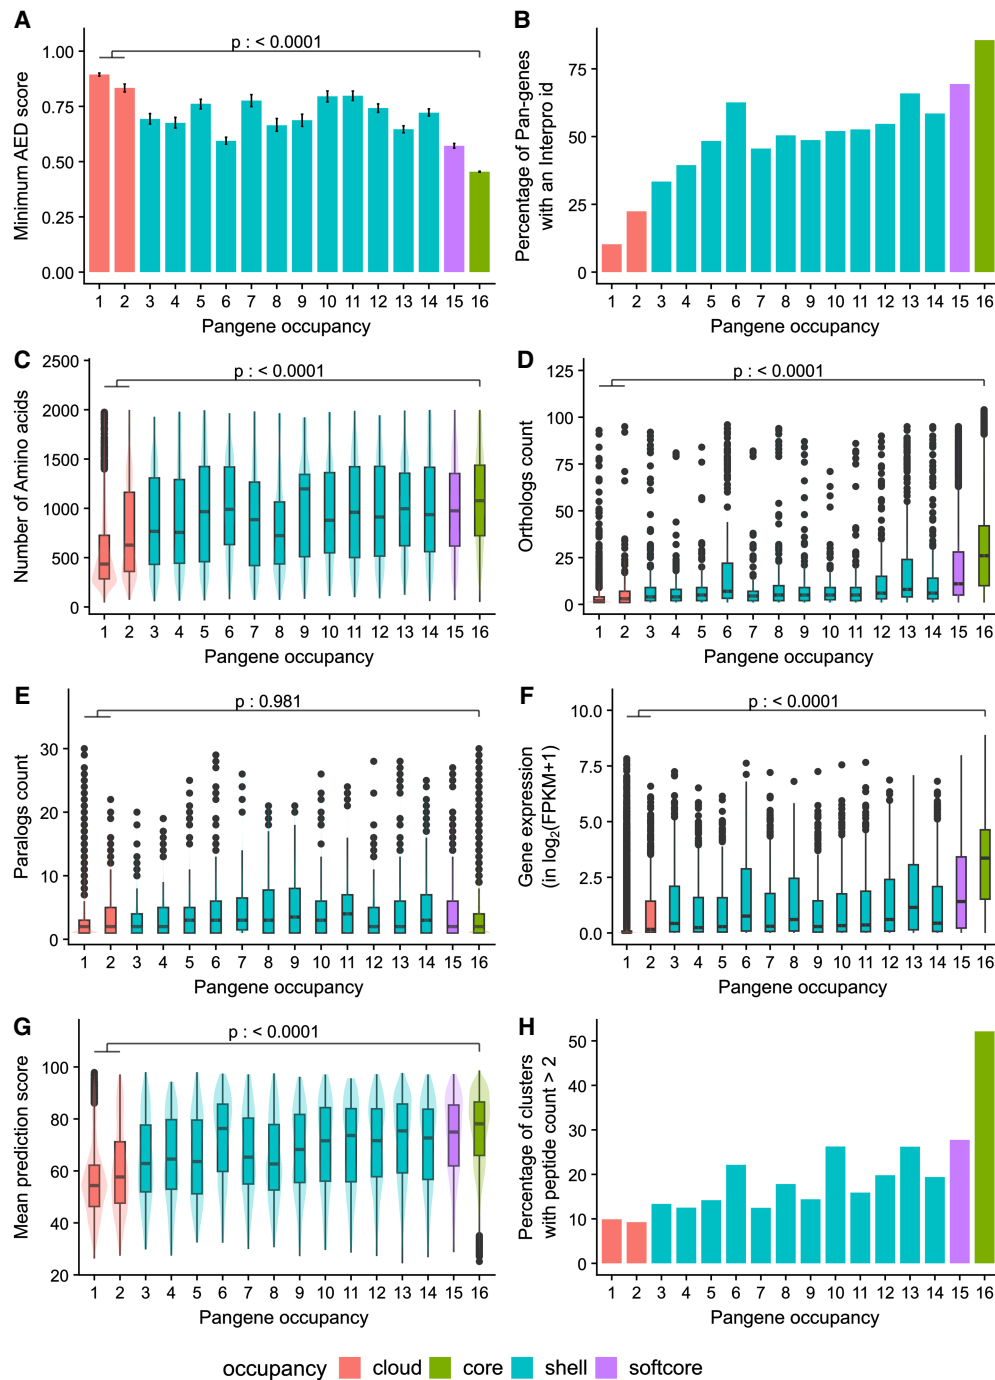 A
p : < 0.0001
Minimum AED score
1.00
0.75
0.50
0.25
0.00
1 2 3 4 5 6 7 8 9 10 11 12 13 14 15 16
Pangene occupancy
B
Percentage of Pan-genes
with an Interpro id
75
50
25
0
1 2 3 4 5 6 7 8 9 10 11 12 13 14 15 16
Pangene occupancy
C
p : < 0.0001
Number of Amino acids
2500
2000
1500
1000
500
0
1 2 3 4 5 6 7 8 9 10 11 12 13 14 15 16
Pangene occupancy
D
p : < 0.0001
Orthologs count
125
100
75
50
25
0
1 2 3 4 5 6 7 8 9 10 11 12 13 14 15 16
Pangene occupancy
E
p : 0.981
Paralogs count
30
20
10
0
1 2 3 4 5 6 7 8 9 10 11 12 13 14 15 16
Pangene occupancy
F
p : < 0.0001
Gene expression
(in log₂(FPKM+1)
10.0
7.5
5.0
2.5
0.0
1 2 3 4 5 6 7 8 9 10 11 12 13 14 15 16
Pangene occupancy
G
p : < 0.0001
Mean prediction score
100
80
60
40
20
1 2 3 4 5 6 7 8 9 10 11 12 13 14 15 16
Pangene occupancy
H
Percentage of clusters
with peptide count > 2
50
40
30
20
10
0
1 2 3 4 5 6 7 8 9 10 11 12 13 14 15 16
Pangene occupancy
occupancy cloud core shell softcore